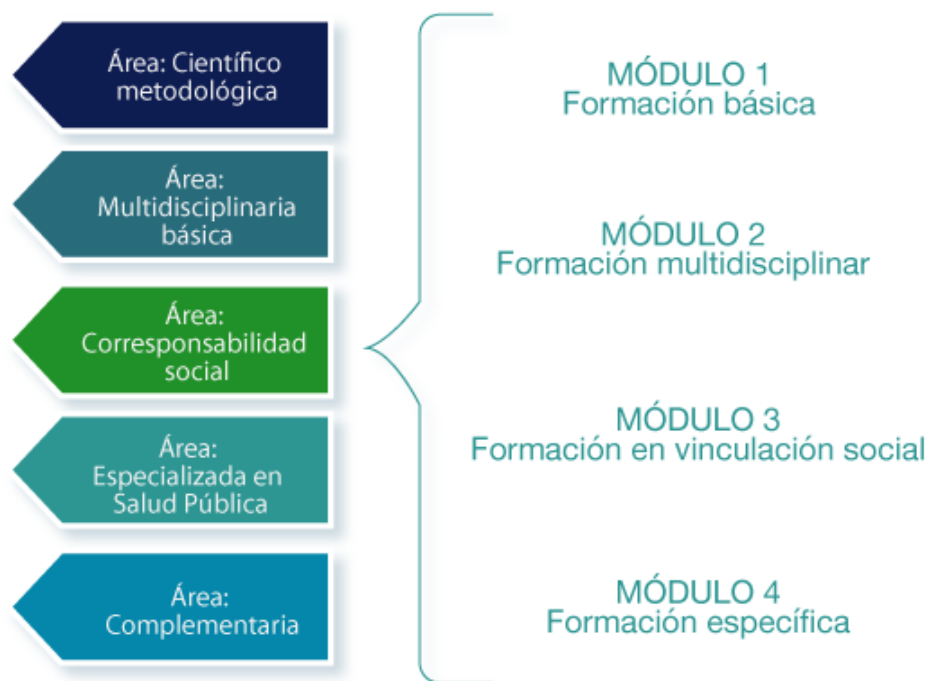 Área: Científico
metodológica
Área:
Multidisciplinaria
básica
Área:
Corresponsabilidad
social
Área:
Especializada en
Salud Pública
Área:
Complementaria
MÓDULO 1
Formación básica
MÓDULO 2
Formación multidisciplinar
MÓDULO 3
Formación en vinculación social
MÓDULO 4
Formación específica